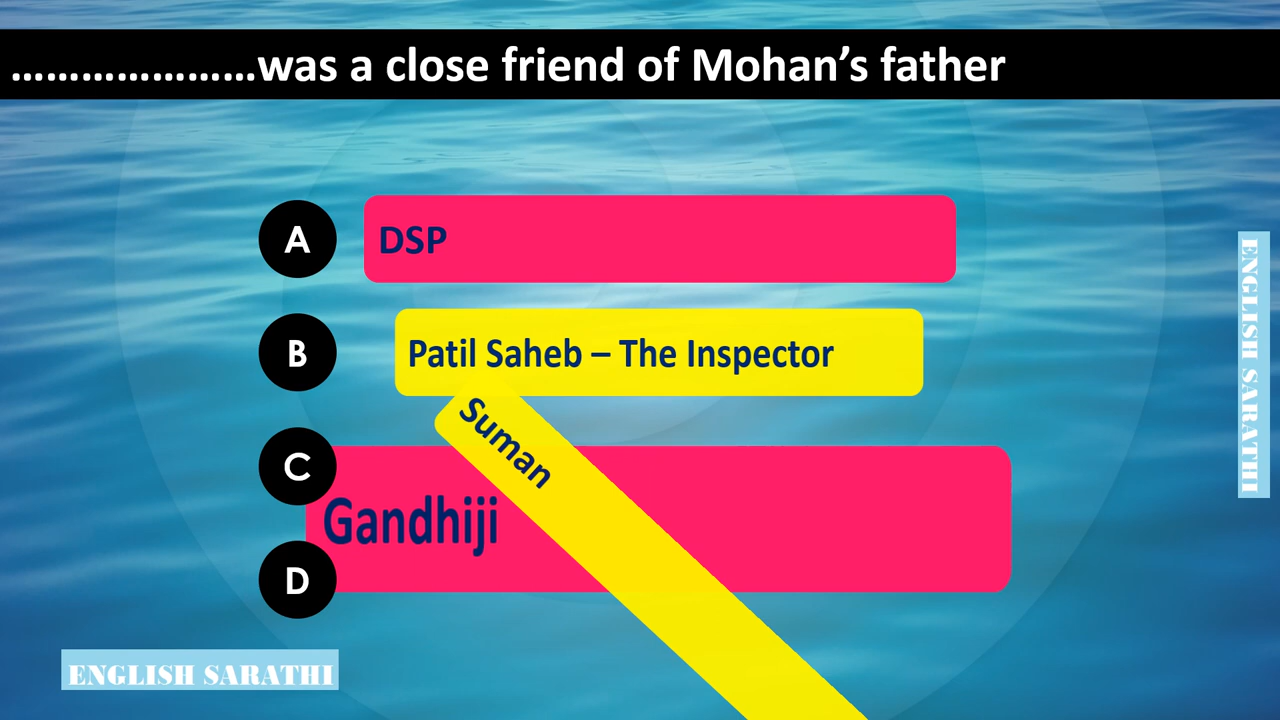 …………………was a close friend of Mohan’s father
A
DSP
B
Patil Saheb – The Inspector
Suman
C
Gandhiji
D
ENGLISH SARATHI
ENGLISH SARATHI